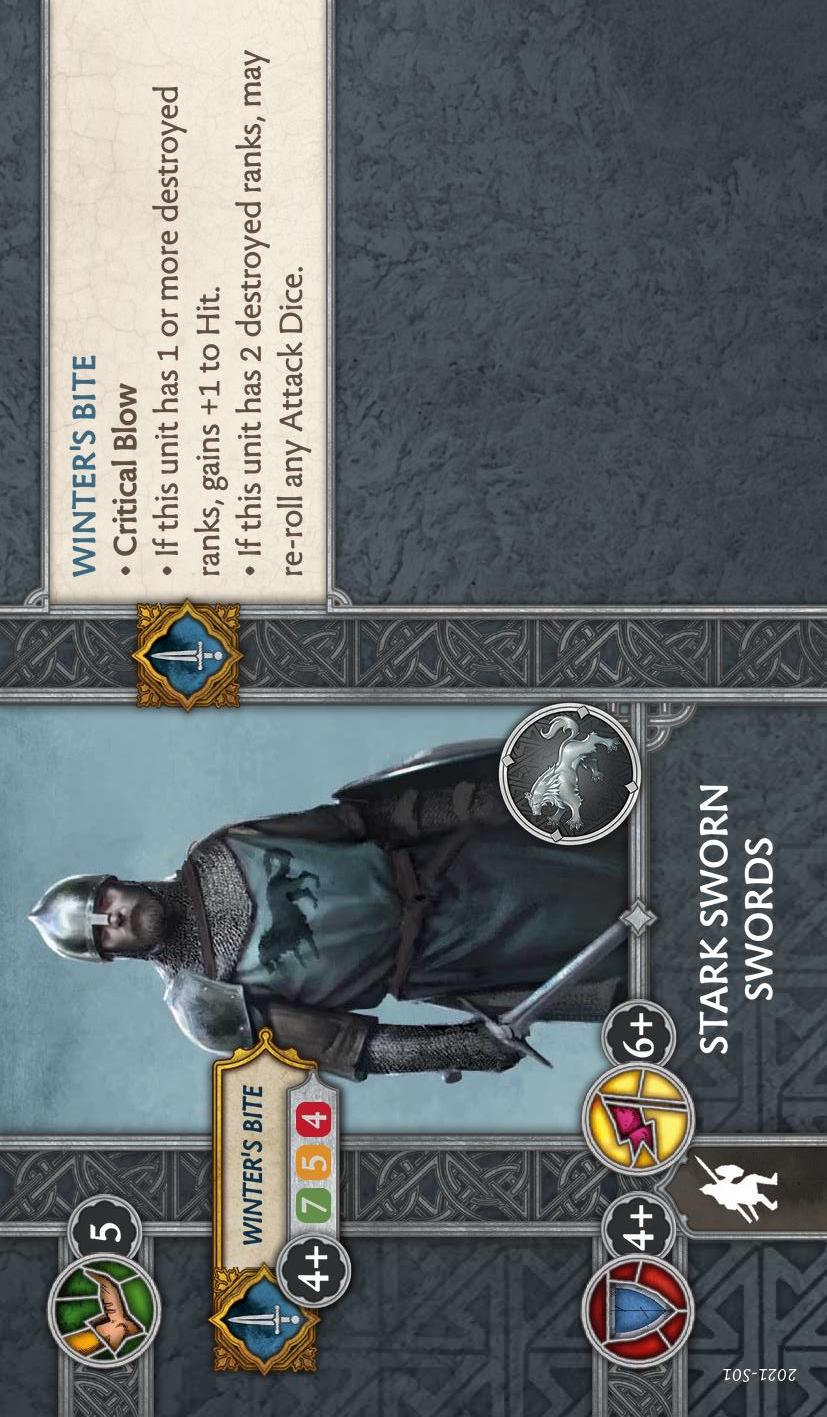 5
WINTER'S BITE
4+
7 5 4
4+
6+
STARK SWORN
SWORDS
2021-S01
WINTER'S BITE
• Critical Blow
• If this unit has 1 or more destroyed
ranks, gains +1 to Hit.
• If this unit has 2 destroyed ranks, may
re-roll any Attack Dice.